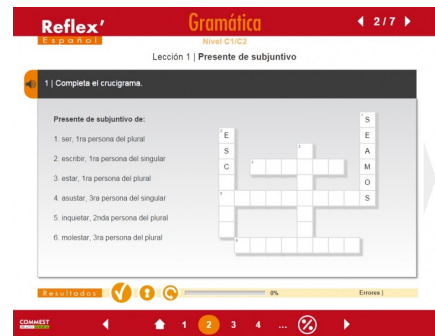 Reflex'
Español
Gramática
Nivel C1/C2
2/7
Lección 1 | Presente de subjuntivo
1 | Completa el crucigrama.
Presente de subjuntivo de:
1. ser, 1ra persona del plural
2. escribir, 1ra persona del singular
3. estar, 1ra persona del plural
4. asustar, 3ra persona del singular
5. inquietar, 2nda persona del plural
6. molestar, 3ra persona del plural
S
E
A
M
O
S
E
S
C
Resultados
0%
Errores |
COMMEST
1 2 3 4 ...